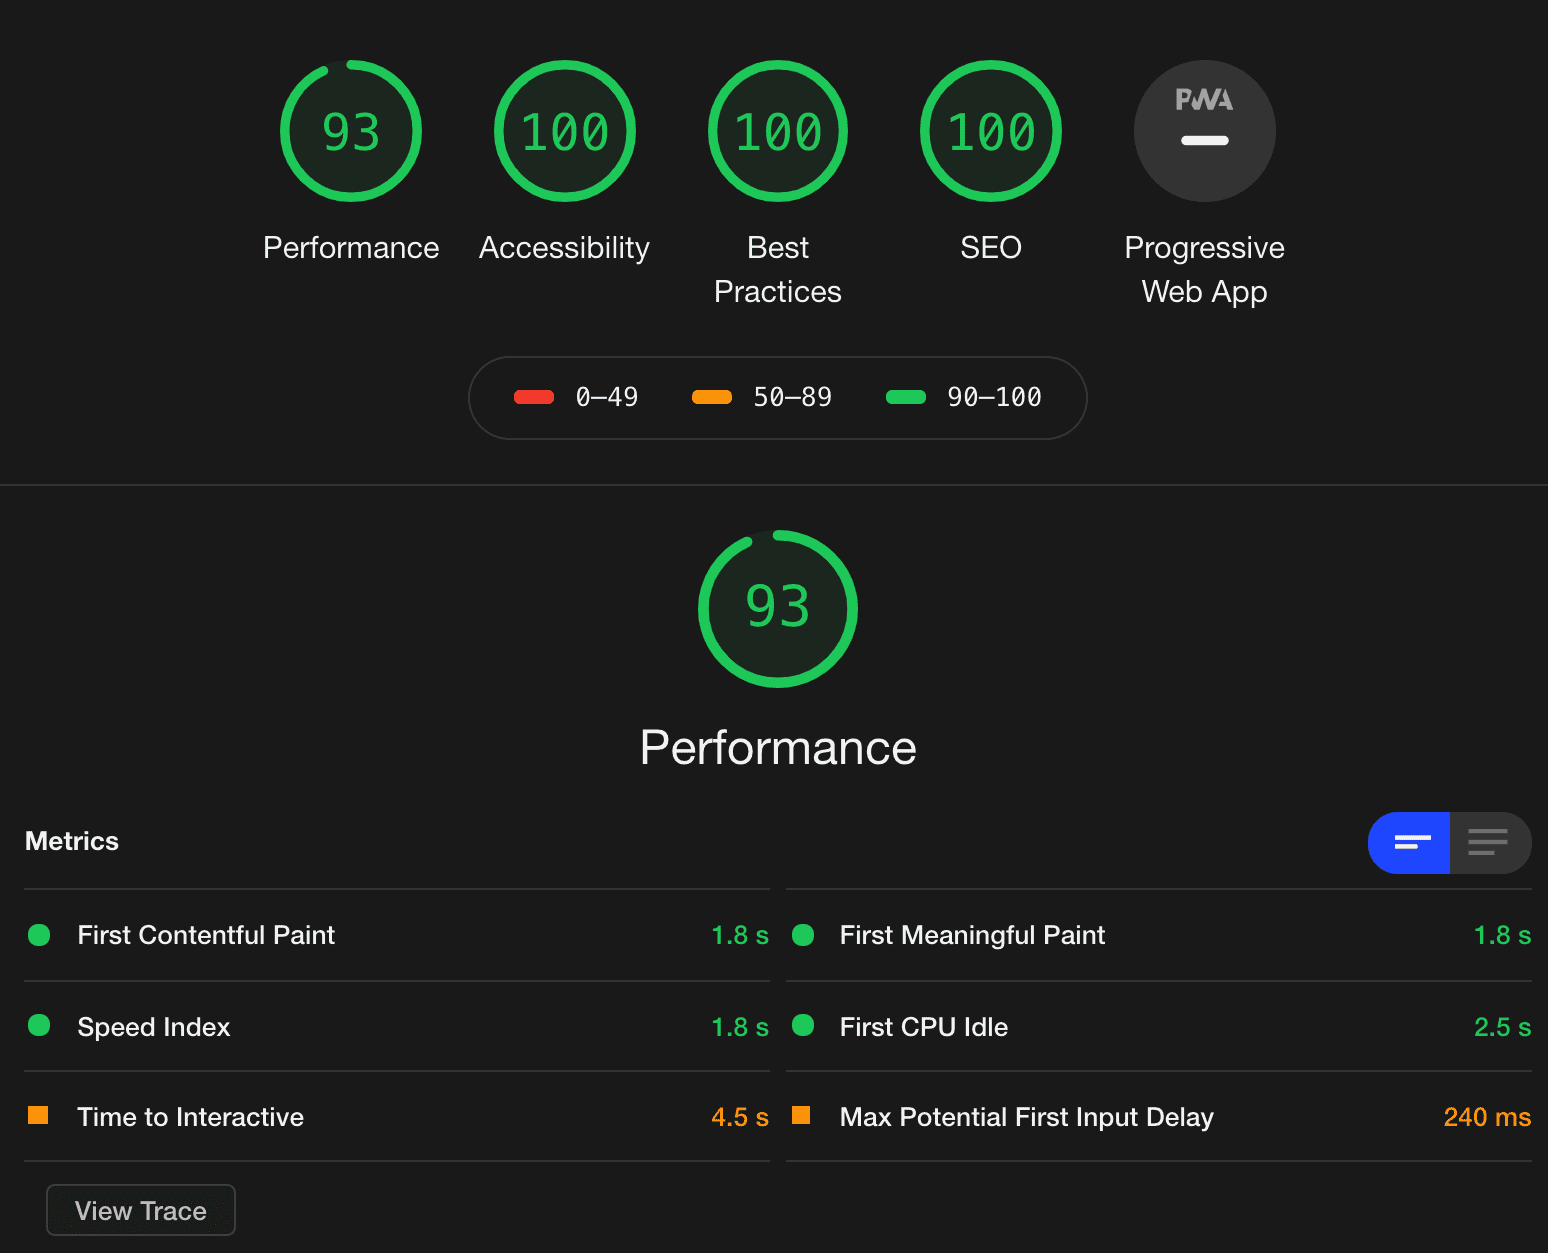 93
100
100
100
PWA
Performance
Accessibility
Best
Practices
SEO
Progressive
Web App
0–49
50–89
90–100
93
Performance
Metrics
First Contentful Paint 1.8 s
First Meaningful Paint 1.8 s
Speed Index 1.8 s
First CPU Idle 2.5 s
Time to Interactive 4.5 s
Max Potential First Input Delay 240 ms
View Trace